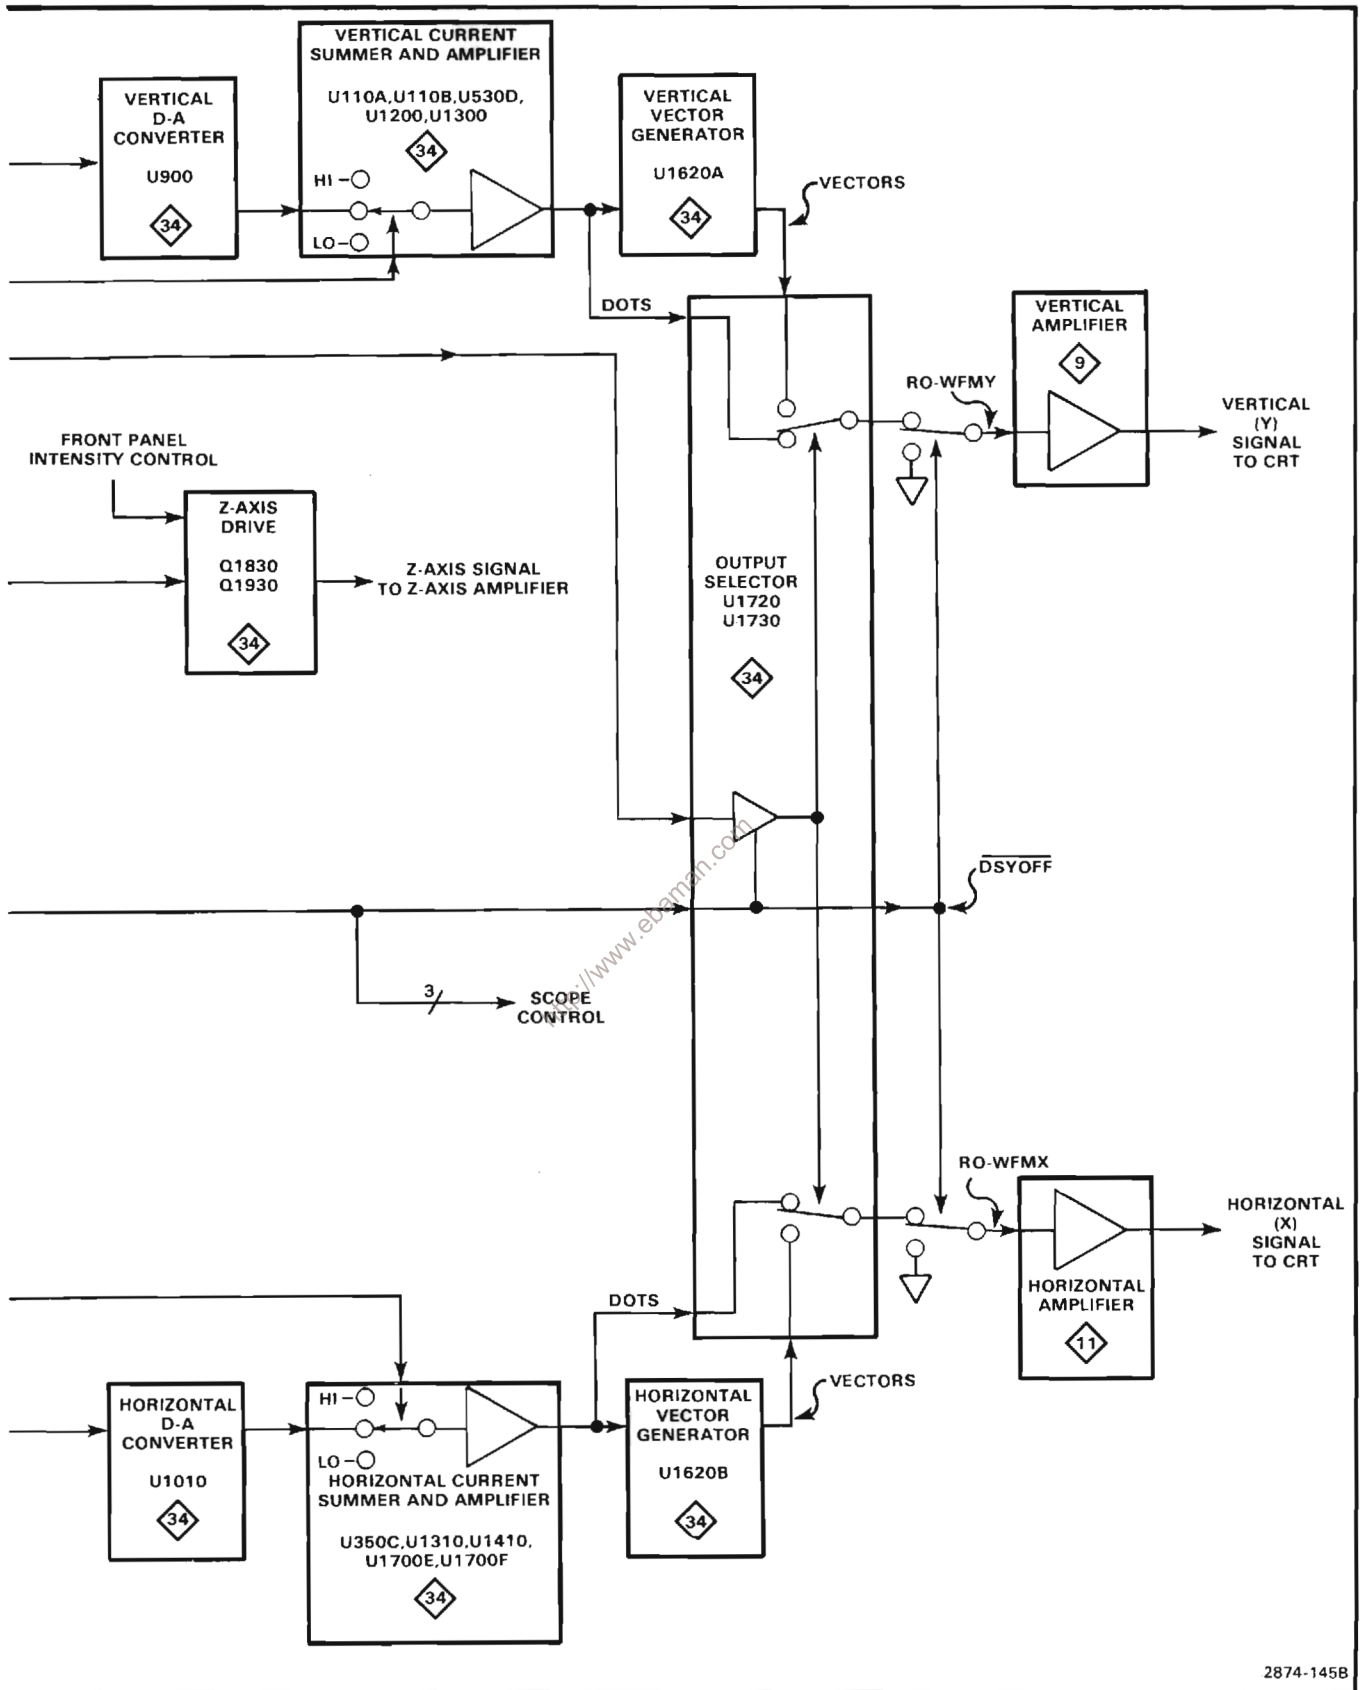 VERTICAL CURRENT
SUMMER AND AMPLIFIER
U110A,U110B,U530D,
U1200,U1300
34
HI
LO
VERTICAL
D-A
CONVERTER
U900
34
VERTICAL
VECTOR
GENERATOR
U1620A
34
VECTORS
DOTS
VERTICAL
AMPLIFIER
9
RO-WFMY
VERTICAL
(Y)
SIGNAL
TO CRT
FRONT PANEL
INTENSITY CONTROL
Z-AXIS
DRIVE
Q1830
Q1930
34
Z-AXIS SIGNAL
TO Z-AXIS AMPLIFIER
OUTPUT
SELECTOR
U1720
U1730
34
DSYOFF
3
SCOPE
CONTROL
http://www.ebaman.com
RO-WFMX
HORIZONTAL
(X)
SIGNAL
TO CRT
HORIZONTAL
AMPLIFIER
11
DOTS
VECTORS
HORIZONTAL
D-A
CONVERTER
U1010
34
HI
LO
HORIZONTAL CURRENT
SUMMER AND AMPLIFIER
U350C,U1310,U1410,
U1700E,U1700F
34
HORIZONTAL
VECTOR
GENERATOR
U1620B
34
2874-145B